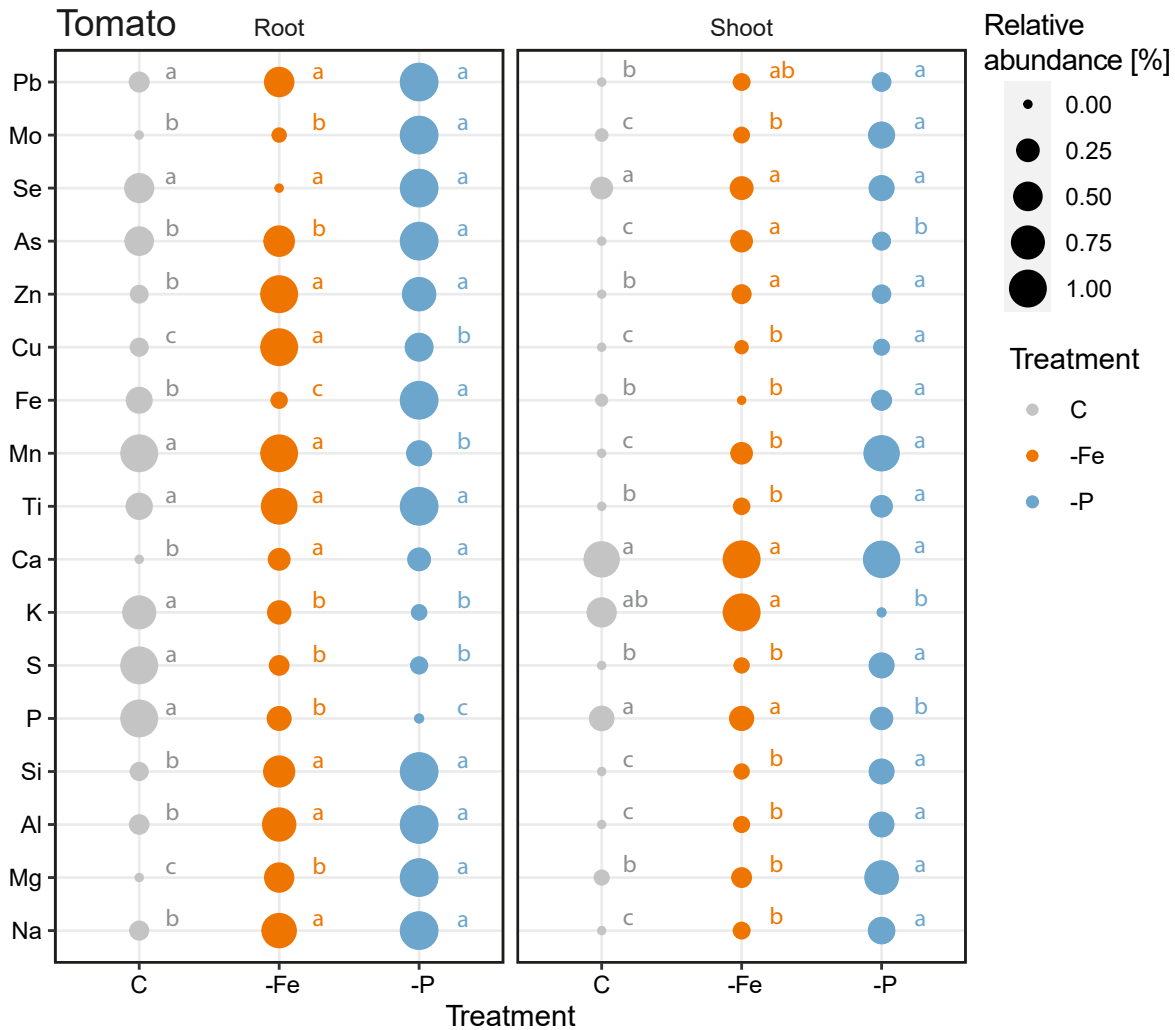 Tomato
Root
Shoot
Relative
abundance [%]
0.00
0.25
0.50
0.75
1.00
Treatment
C
-Fe
-P
Pb a a a b ab a
Mo b b a c b a
Se a a a a a a
As b b a c a b
Zn b a a b a a
Cu c a b c b a
Fe b c a b b a
Mn a a b c b a
Ti a a a b b a
Ca b a a a a a
K a b b ab a b
S a b b b b a
P a b c a a b
Si b a a c b a
Al b a a c b a
Mg c b a b b a
Na b a a c b a
C -Fe -P C -Fe -P
Treatment